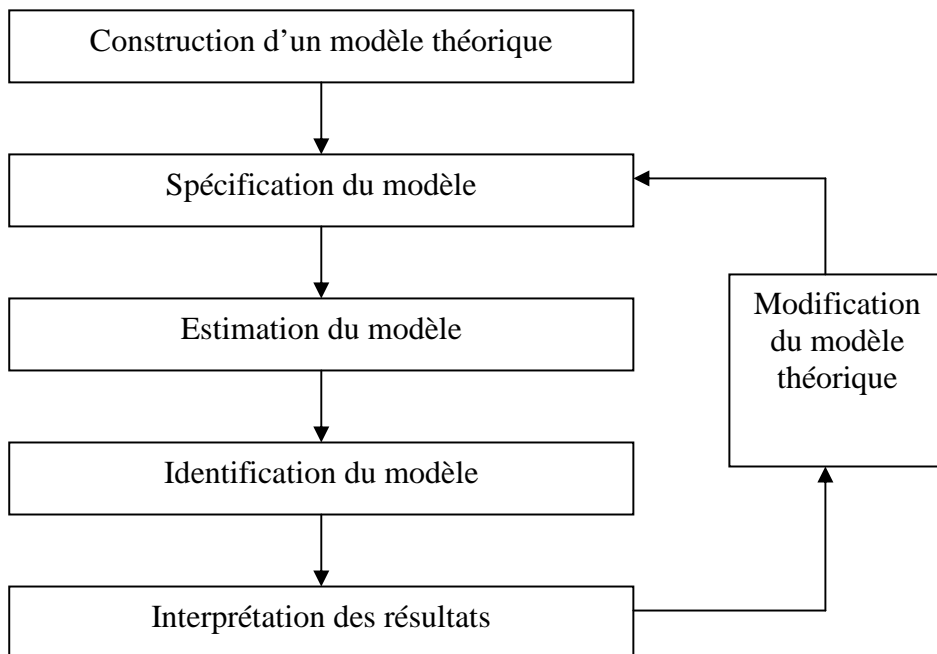 Construction d’un modèle théorique
Spécification du modèle
Estimation du modèle
Modification
du modèle
théorique
Identification du modèle
Interprétation des résultats